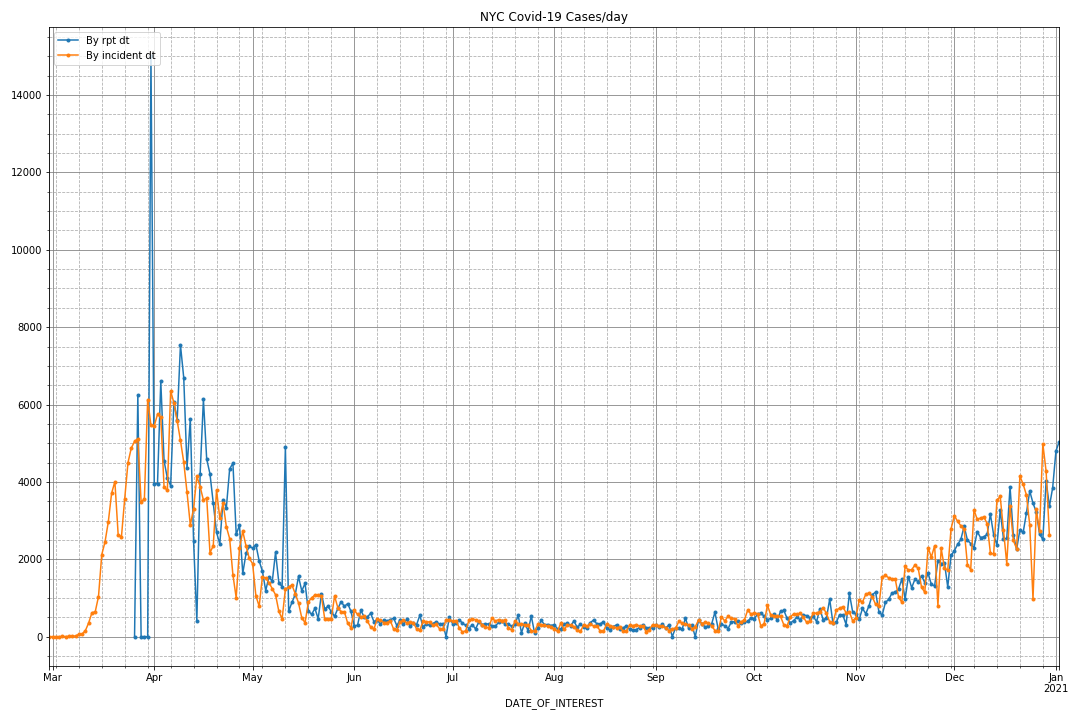 NYC Covid-19 Cases/day
By rpt dt
By incident dt
14000
12000
10000
8000
6000
4000
2000
0
Mar Apr May Jun Jul Aug Sep Oct Nov Dec Jan
2021
DATE_OF_INTEREST